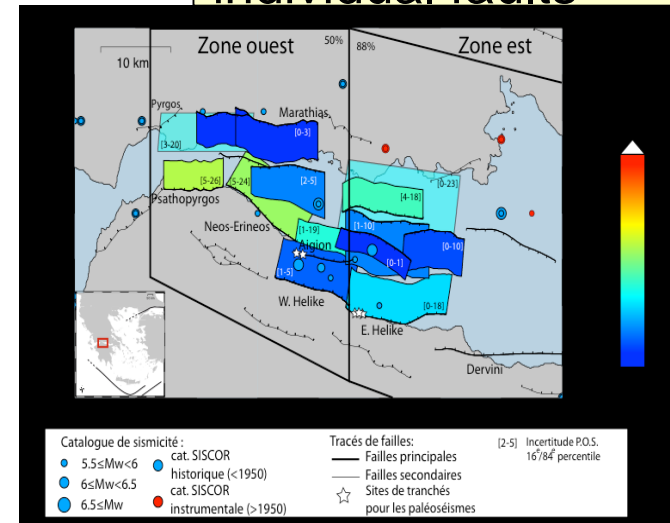 individual faults
Zone ouest
50%
88%
Zone est
10 km
Pyrgos
Marathias
[0-3]
[3-20]
[5-26]
[5-24]
[2-5]
[0-23]
[4-18]
Psathopyrgos
Neos-Erineos
[1-19]
[1-10]
Aigion
[0-10]
[0-1]
[1-5]
W. Helike
[0-18]
E. Helike
Dervini
Catalogue de sismicité :
5.5≤Mw<6
6≤Mw<6.5
6.5≤Mw
cat. SISCOR
historique (<1950)
cat. SISCOR
instrumentale (>1950)
Tracés de failles:
Failles principales
Failles secondaires
Sites de tranchés
pour les paléoséismes
[2-5] Incertitude P.O.S.
16e/84e percentile